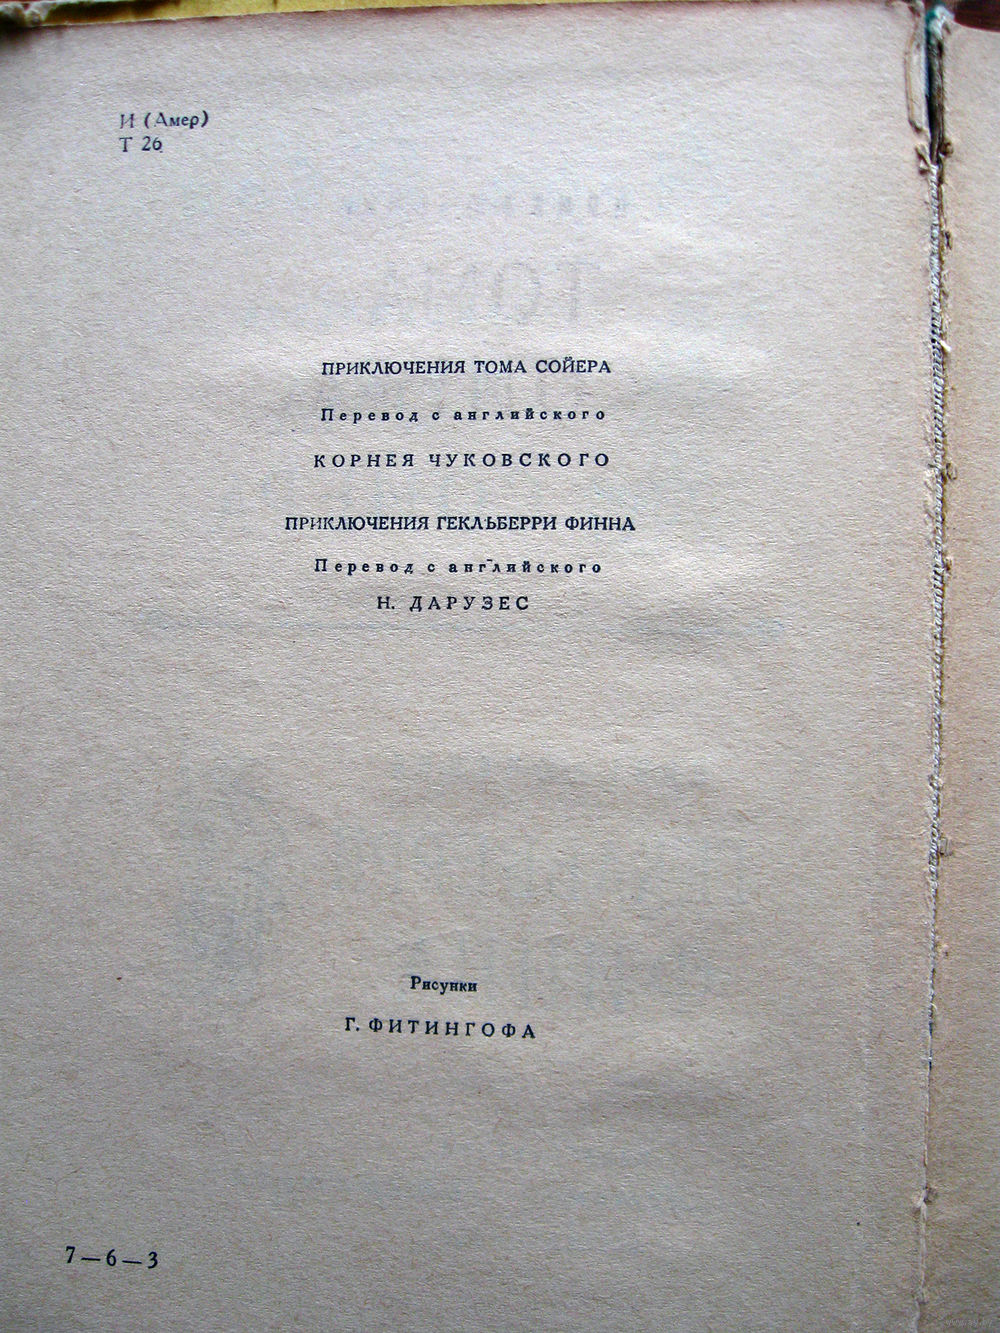 И (Амер)
Т 26
ПРИКЛЮЧЕНИЯ ТОМА СОЙЕРА
Перевод с английского
КОРНЕЯ ЧУКОВСКОГО
ПРИКЛЮЧЕНИЯ ГЕКЛЬБЕРРИ ФИННА
Перевод с английского
Н. ДАРУЗЕС
Рисунки
Г. ФИТИНГОФА
7—6—3